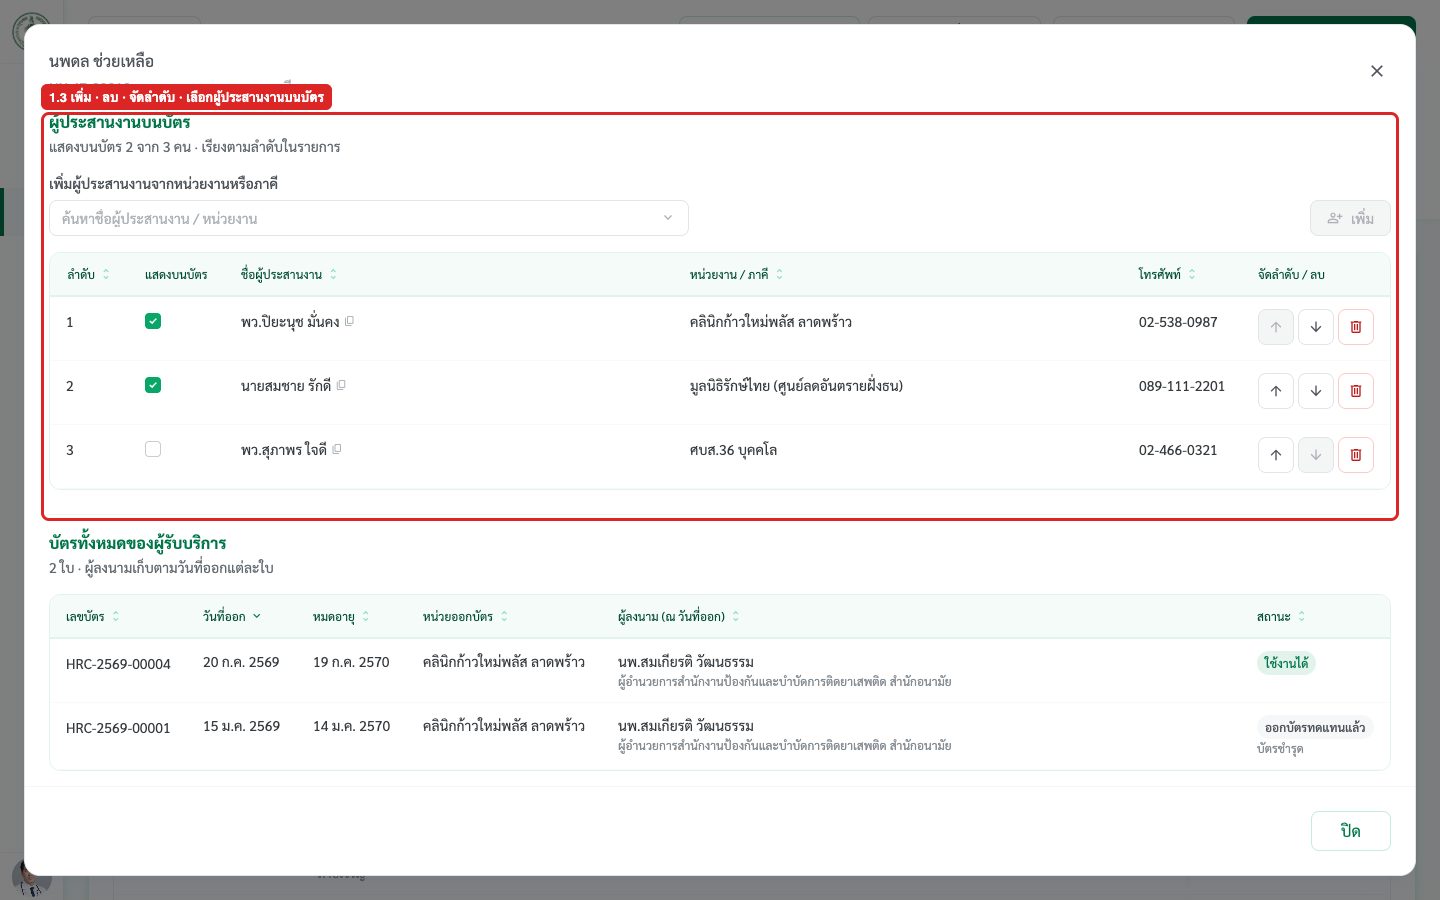 นพดล ช่วยเหลือ
1.3 เพิ่ม · ลบ · จัดลำดับ · เลือกผู้ประสานงานบนบัตร
ผู้ประสานงานบนบัตร
แสดงบนบัตร 2 จาก 3 คน · เรียงตามลำดับในรายการ
เพิ่มผู้ประสานงานจากหน่วยงานหรือภาคี
ค้นหาชื่อผู้ประสานงาน / หน่วยงาน
เพิ่ม
ลำดับ แสดงบนบัตร ชื่อผู้ประสานงาน หน่วยงาน / ภาคี โทรศัพท์ จัดลำดับ / ลบ
1 พว.ปิยะนุช มั่นคง คลินิกก้าวใหม่พลัส ลาดพร้าว 02-538-0987
2 นายสมชาย รักดี มูลนิธิรักษ์ไทย (ศูนย์ลดอันตรายฝั่งธน) 089-111-2201
3 พว.สุภาพร ใจดี ศบส.36 บุคคโล 02-466-0321
บัตรทั้งหมดของผู้รับบริการ
2 ใบ · ผู้ลงนามเก็บตามวันที่ออกแต่ละใบ
เลขบัตร วันที่ออก หมดอายุ หน่วยออกบัตร ผู้ลงนาม (ณ วันที่ออก) สถานะ
HRC-2569-00004 20 ก.ค. 2569 19 ก.ค. 2570 คลินิกก้าวใหม่พลัส ลาดพร้าว นพ.สมเกียรติ วัฒนธรรม ใช้งานได้
ผู้อำนวยการสำนักงานป้องกันและบำบัดการติดยาเสพติด สำนักอนามัย
HRC-2569-00001 15 ม.ค. 2569 14 ม.ค. 2570 คลินิกก้าวใหม่พลัส ลาดพร้าว นพ.สมเกียรติ วัฒนธรรม ออกบัตรทดแทนแล้ว
ผู้อำนวยการสำนักงานป้องกันและบำบัดการติดยาเสพติด สำนักอนามัย บัตรชำรุด
ปิด